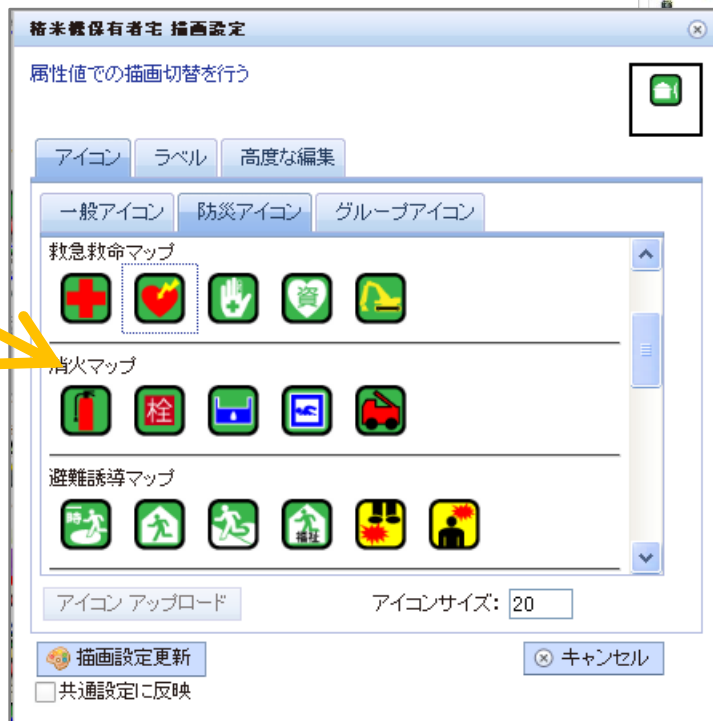 精米機保有者宅 描画設定
属性値での描画切替を行う
アイコン ラベル 高度な編集
一般アイコン 防災アイコン グループアイコン
救急救命マップ
資
消火マップ
栓
避難誘導マップ
一時
福祉
アイコン アップロード アイコンサイズ: 20
描画設定更新 キャンセル
共通設定に反映